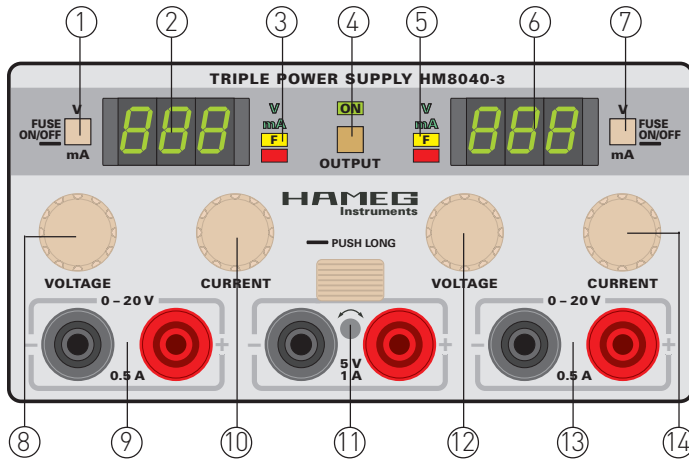 1 2 3 4 5 6 7
TRIPLE POWER SUPPLY HM8040-3
V V ON V V
FUSE ON/OFF 888 mA mA 888 FUSE ON/OFF
F F
mA OUTPUT mA
HAMEG
Instruments
PUSH LONG
VOLTAGE CURRENT VOLTAGE CURRENT
0 – 20 V 0 – 20 V
– + – + – +
5 V
0.5 A 1 A 0.5 A
8 9 10 11 12 13 14